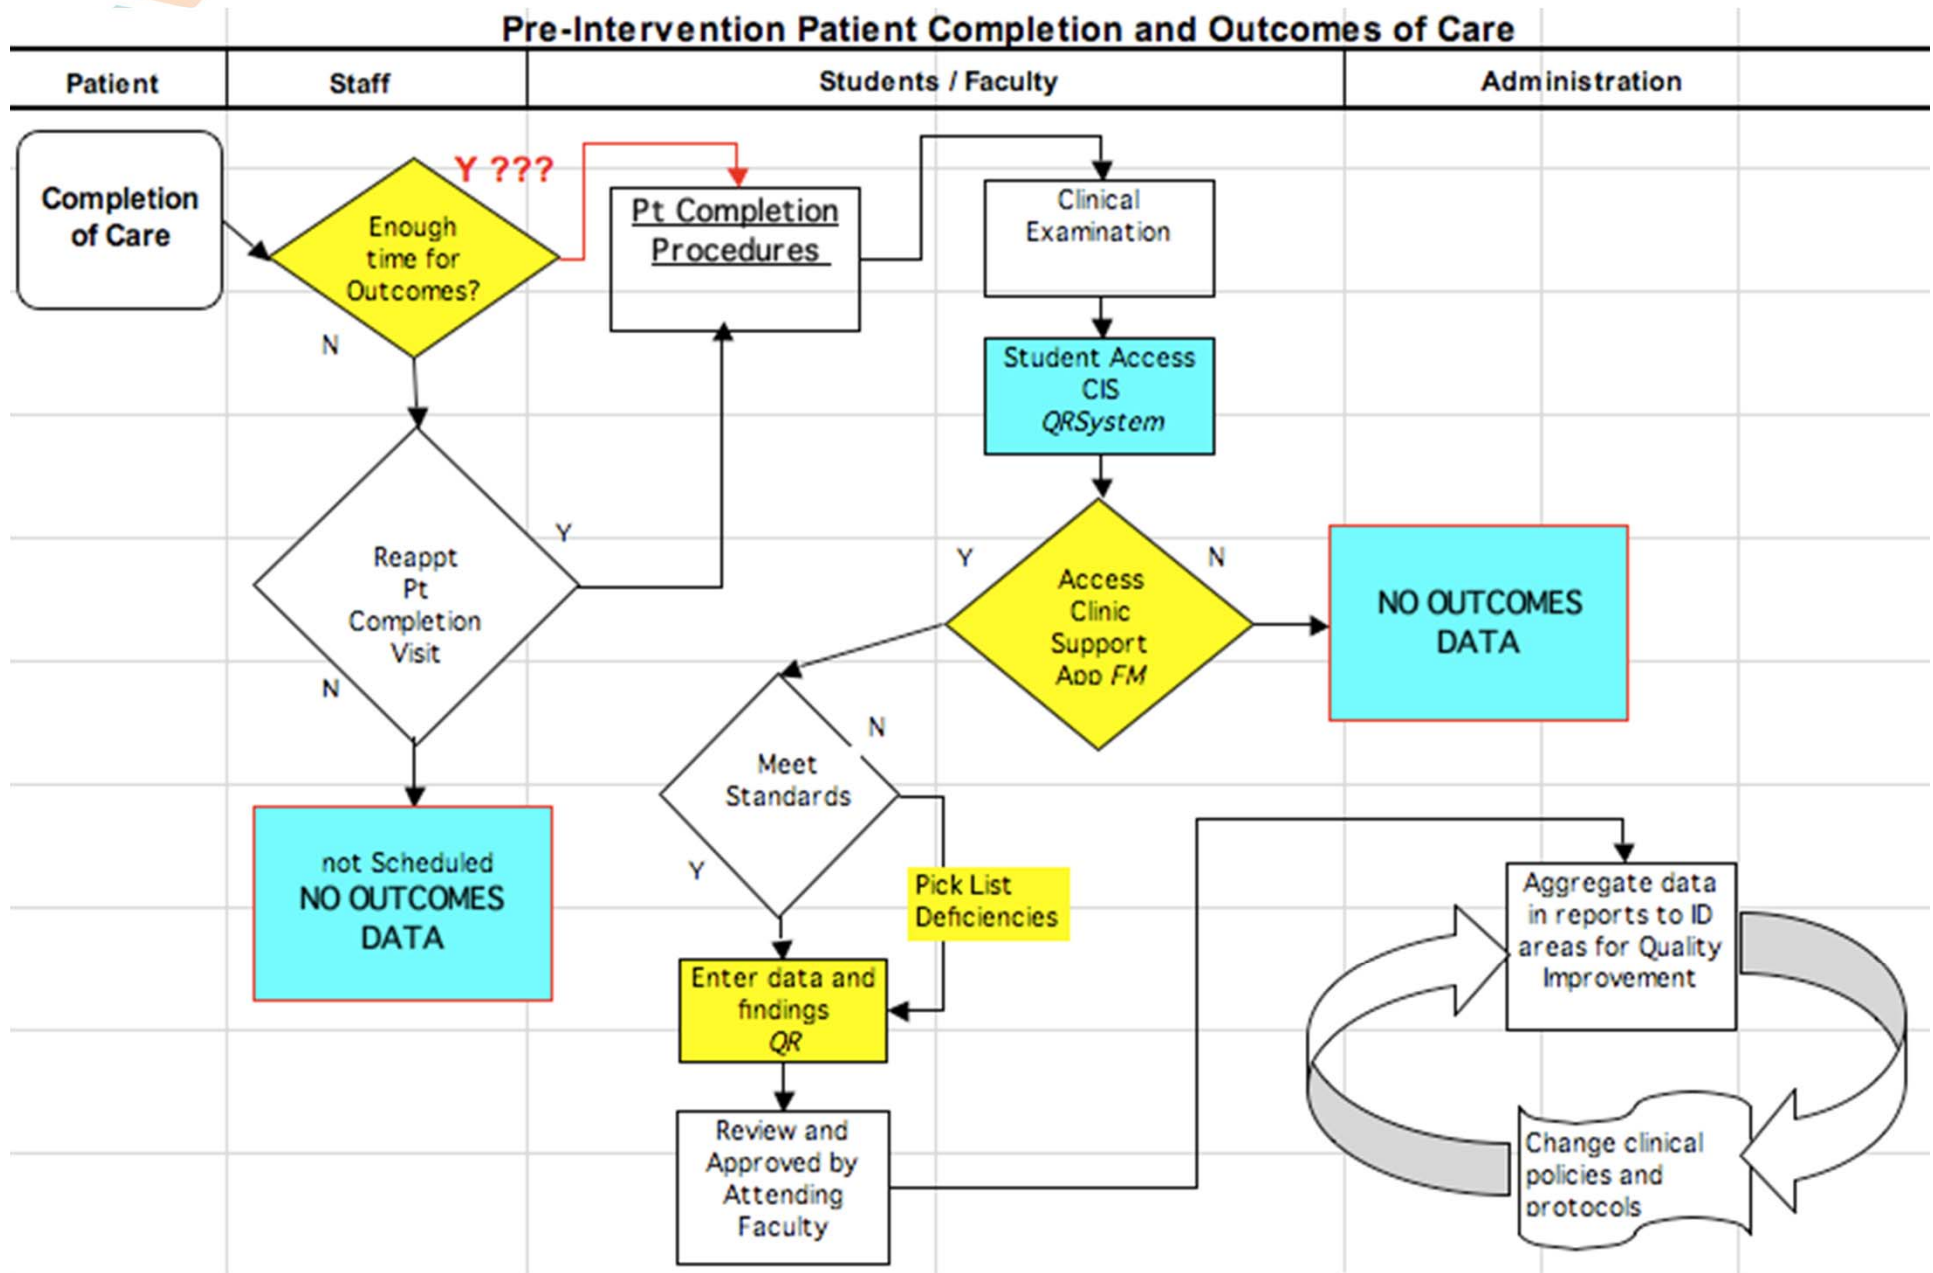 Pre-Intervention Patient Completion and Outcomes of Care
Patient
Staff
Students / Faculty
Administration
Completion
of Care
Enough
time for
Outcomes?
Y ???
N
Pt Completion
Procedures
Clinical
Examination
Student Access
CIS
QRSystem
Reappt
Pt
Completion
Visit
Y
N
Access
Clinic
Support
App FM
Y
N
NO OUTCOMES
DATA
not Scheduled
NO OUTCOMES
DATA
Meet
Standards
N
Y
Pick List
Deficiencies
Enter data and
findings
QR
Review and
Approved by
Attending
Faculty
Aggregate data
in reports to ID
areas for Quality
Improvement
Change clinical
policies and
protocols